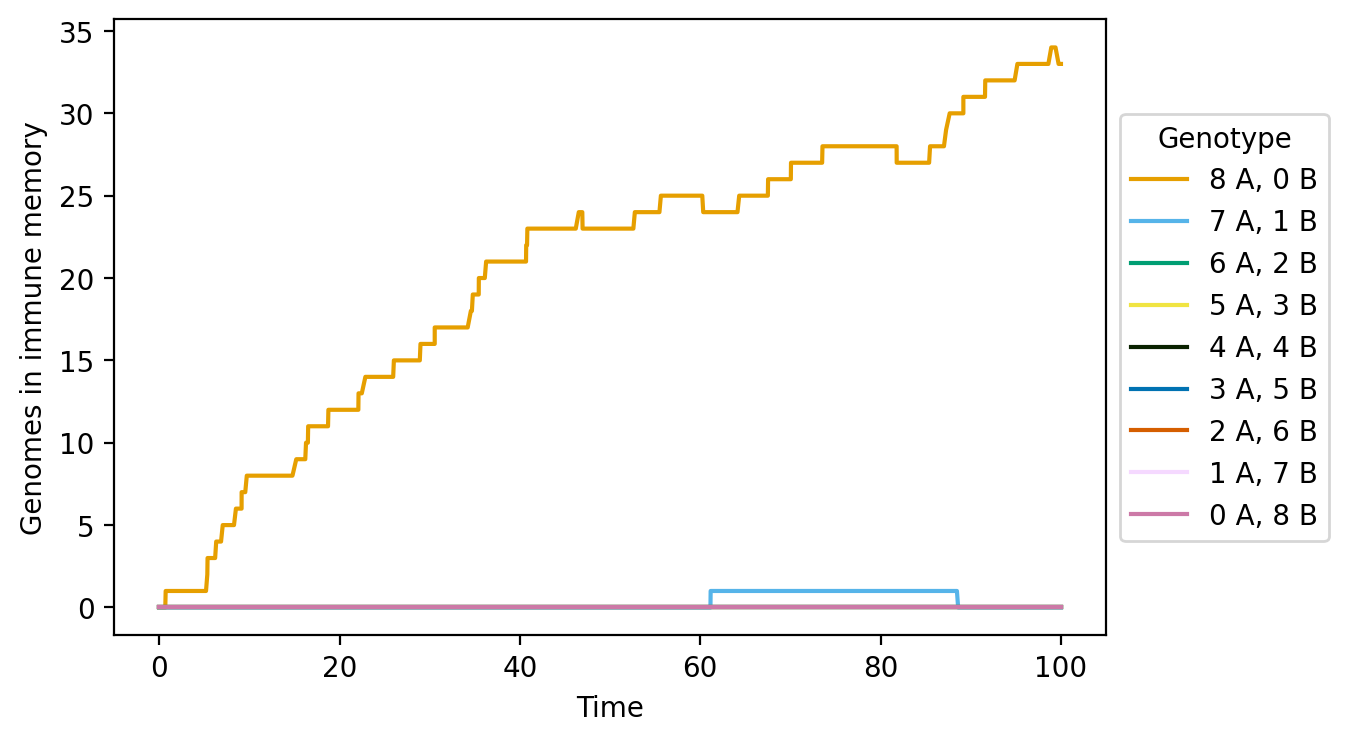 Genomes in immune memory
35
30
25
20
15
10
5
0
0 20 40 60 80 100
Time
Genotype
8 A, 0 B
7 A, 1 B
6 A, 2 B
5 A, 3 B
4 A, 4 B
3 A, 5 B
2 A, 6 B
1 A, 7 B
0 A, 8 B